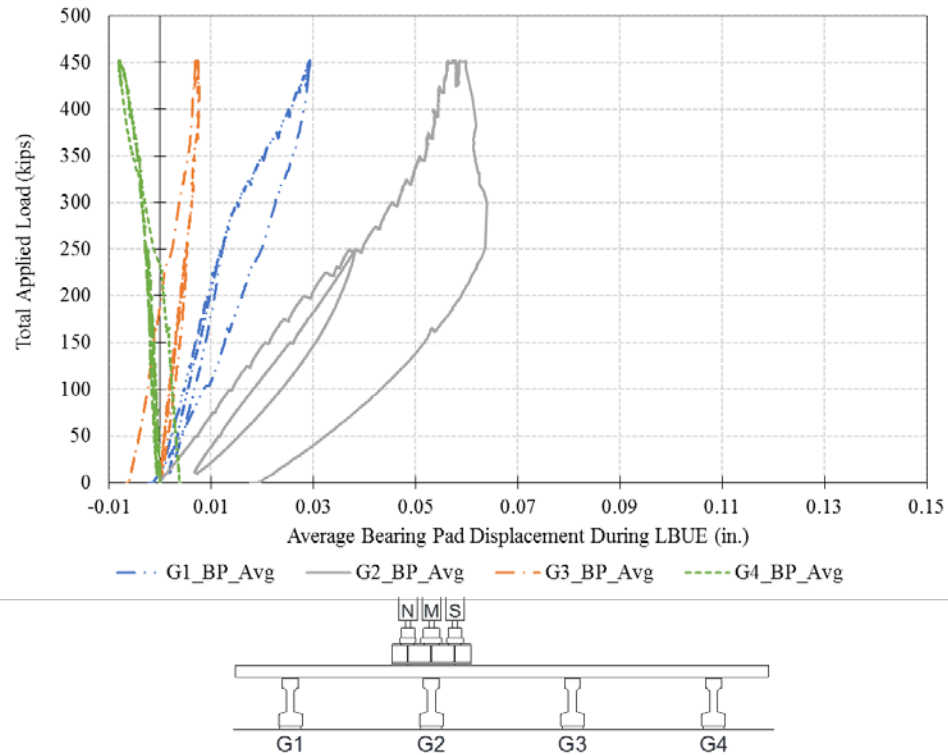 500
450
400
350
300
250
200
150
100
50
0
Total Applied Load (kips)
-0.01 0.01 0.03 0.05 0.07 0.09 0.11 0.13 0.15
Average Bearing Pad Displacement During LBUE (in.)
G1_BP_Avg G2_BP_Avg G3_BP_Avg G4_BP_Avg
N M S
G1 G2 G3 G4